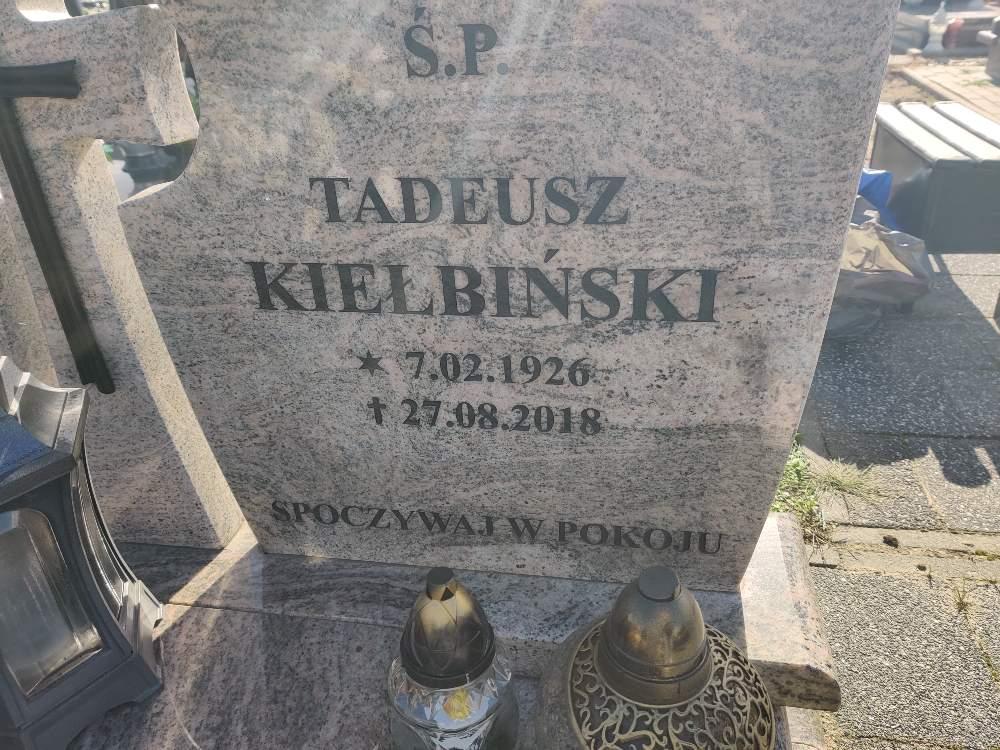 Ś.P.
TADEUSZ
KIEŁBIŃSKI
★ 7.02.1926
✝ 27.08.2018
SPOCZYWAJ W POKOJU